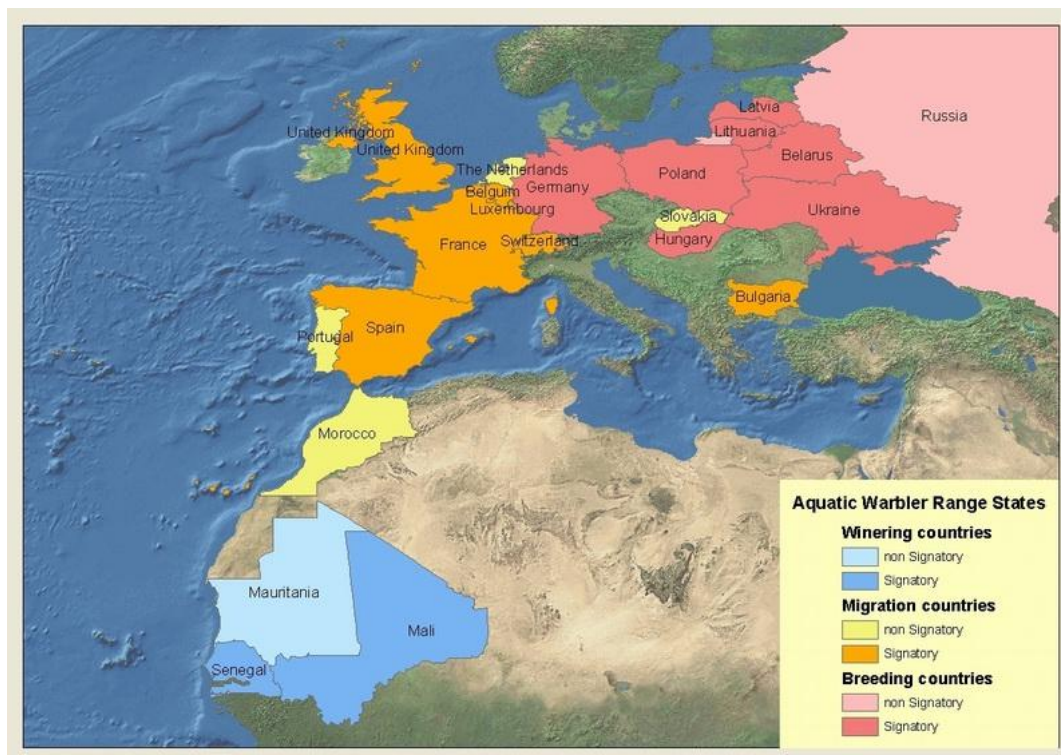 Latvia
Lithuania
Russia
United Kingdom
United Kingdom
Belarus
The Netherlands
Germany
Poland
Belguim
Luxembourg
Ukraine
Slovakia
France
Switzerland
Hungary
Bulgaria
Spain
Portugal
Morocco
Mauritania
Mali
Senegal
Aquatic Warbler Range States
Winering countries
non Signatory
Signatory
Migration countries
non Signatory
Signatory
Breeding countries
non Signatory
Signatory